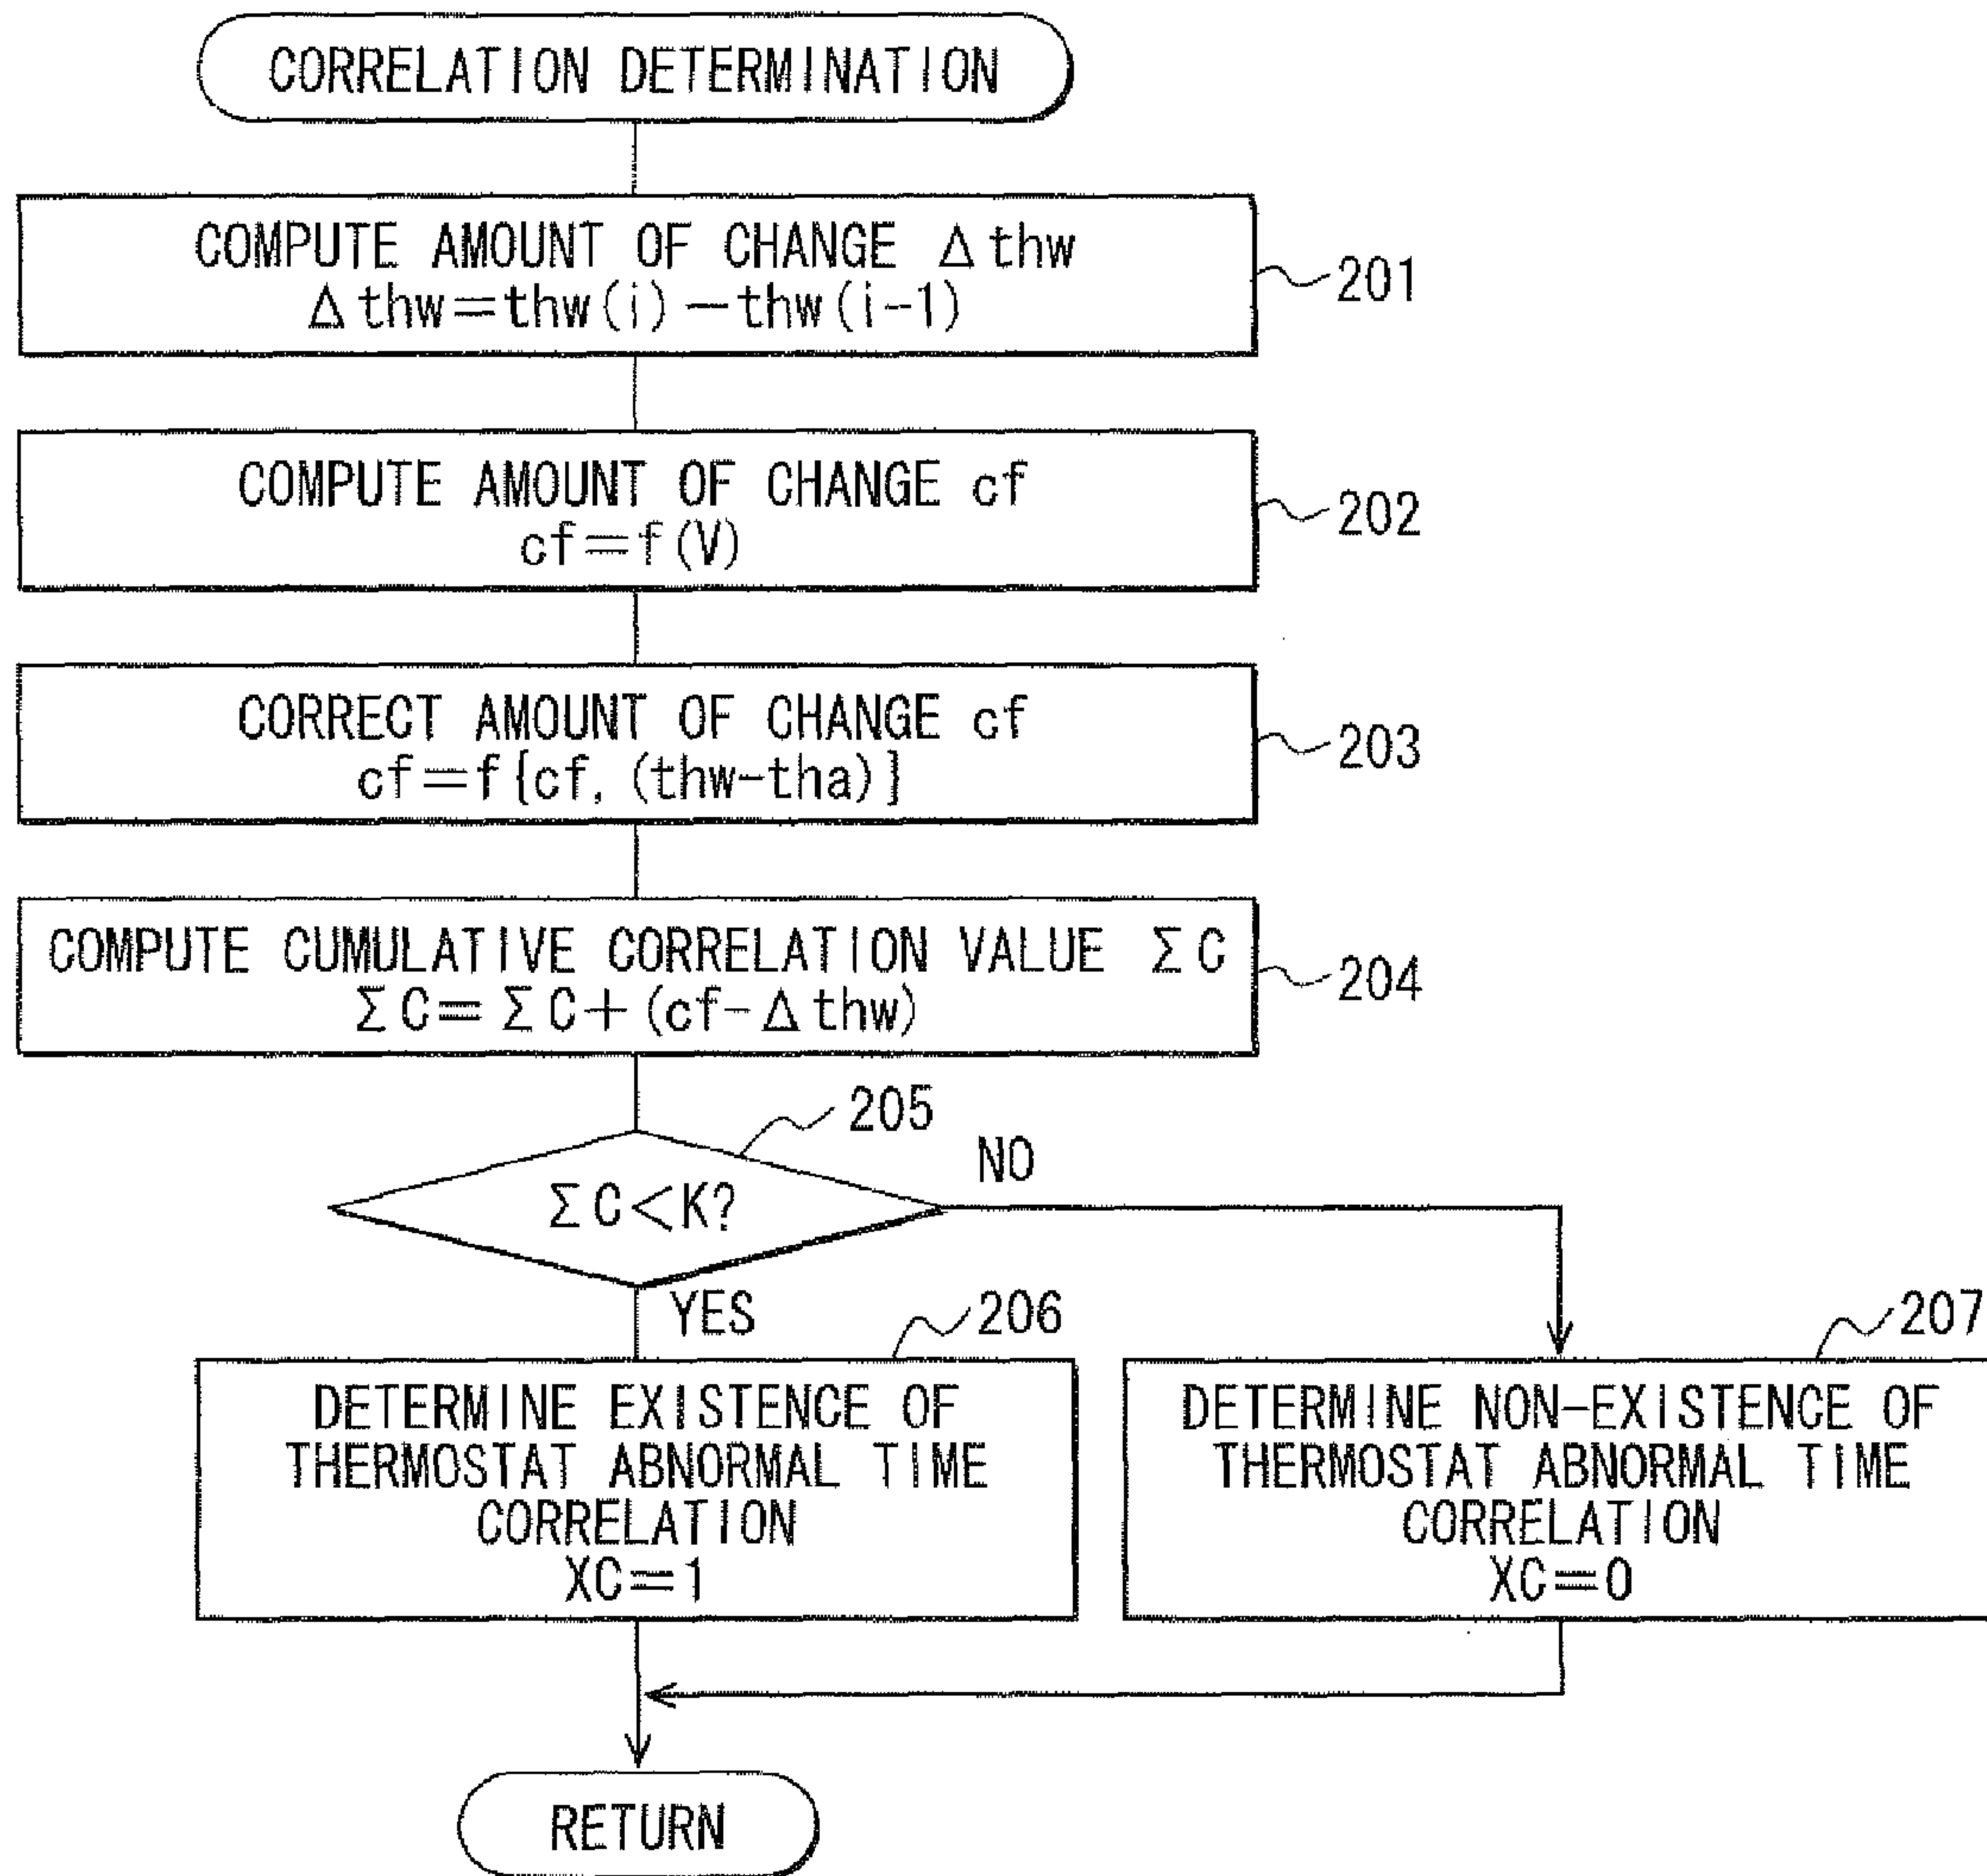 CORRELATION DETERMINATION
COMPUTE AMOUNT OF CHANGE Δthw
Δthw=thw(i)-thw(i-1)
201
COMPUTE AMOUNT OF CHANGE cf
cf=f(V)
202
CORRECT AMOUNT OF CHANGE cf
cf=f{cf, (thw-tha)}
203
COMPUTE CUMULATIVE CORRELATION VALUE ΣC
ΣC=ΣC+(cf-Δthw)
204
205
ΣC<K?
NO
YES
206
DETERMINE EXISTENCE OF
THERMOSTAT ABNORMAL TIME
CORRELATION
XC=1
207
DETERMINE NON-EXISTENCE OF
THERMOSTAT ABNORMAL TIME
CORRELATION
XC=0
RETURN